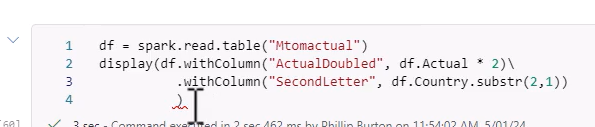 1 df = spark.read.table("Mtomactual")
2 display(df.withColumn("ActualDoubled", df.Actual * 2)\
3 .withColumn("SecondLetter", df.Country.substr(2,1))
4 )
[60]
3 sec - Command executed in 2 sec 462 ms by Phillip Burton on 11:54:02 AM, 5/01/24